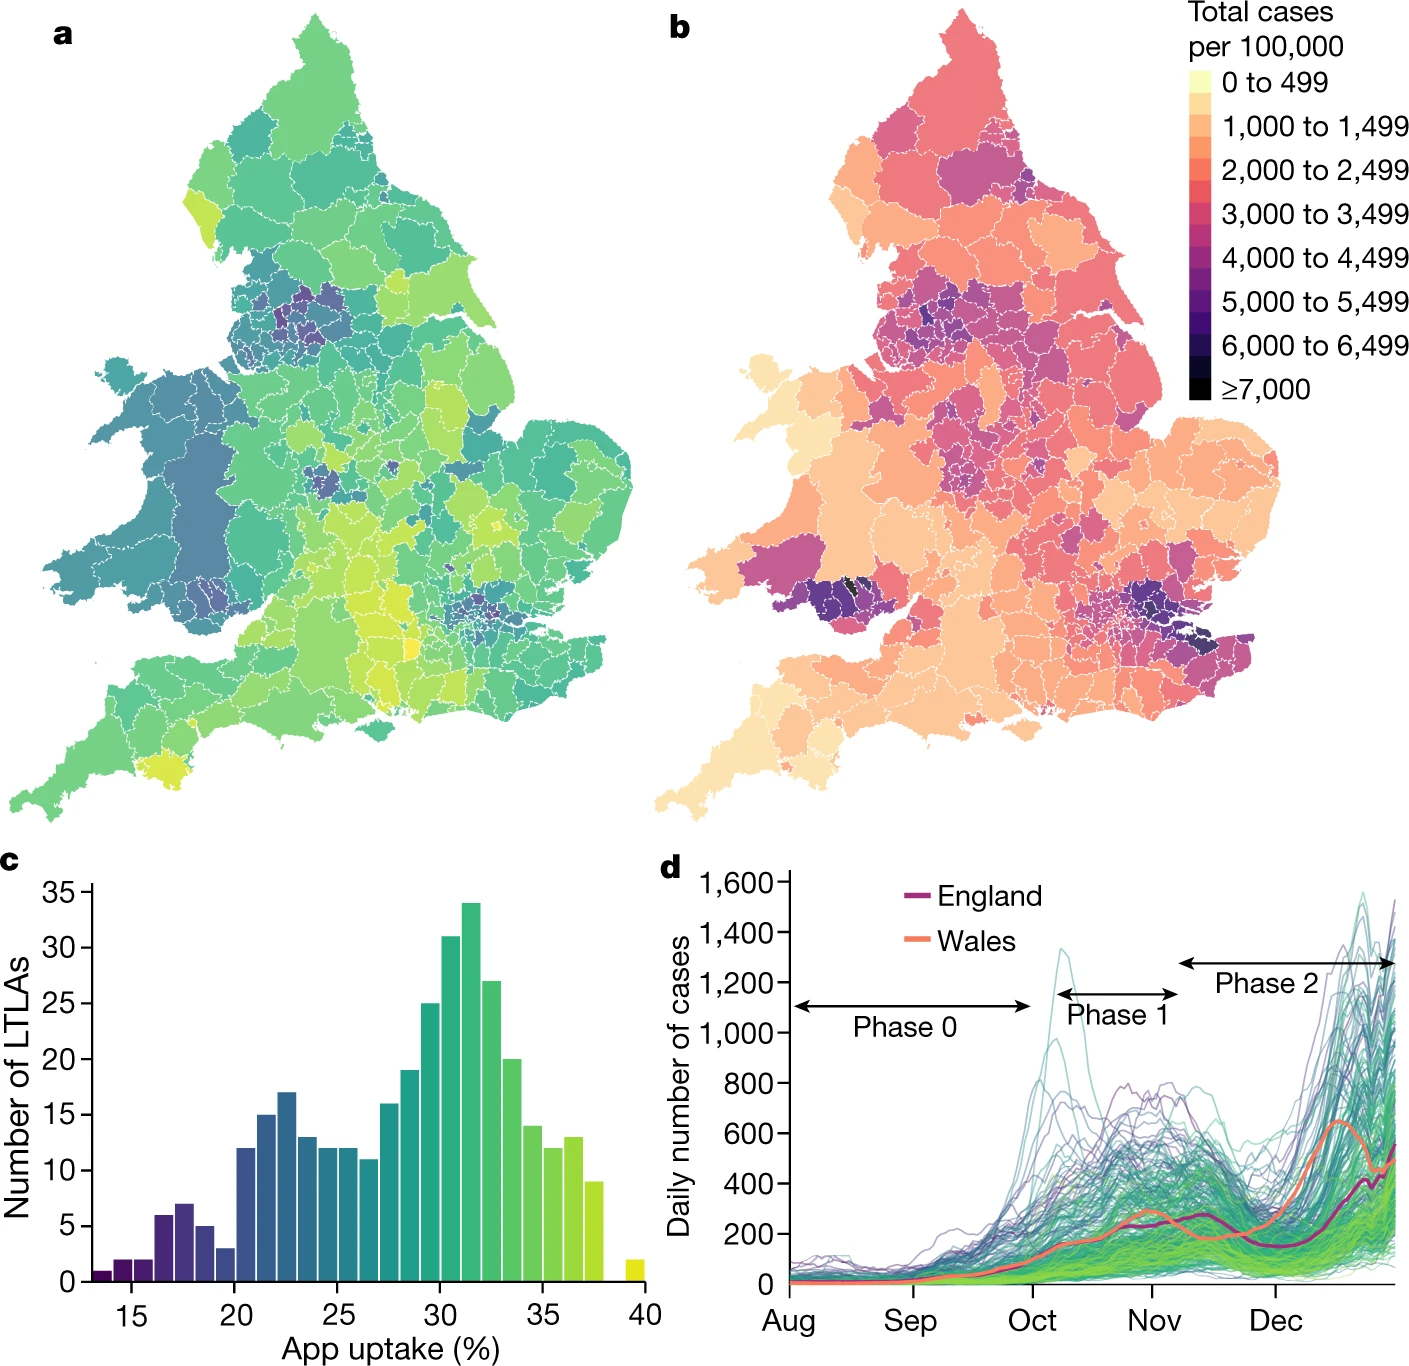 a
b
Total cases
per 100,000
0 to 499
1,000 to 1,499
2,000 to 2,499
3,000 to 3,499
4,000 to 4,499
5,000 to 5,499
6,000 to 6,499
≥7,000
c
35
30
25
20
15
10
5
0
Number of LTLAs
15 20 25 30 35 40
App uptake (%)
d
1,600
1,400
1,200
1,000
800
600
400
200
0
Daily number of cases
England
Wales
Phase 0
Phase 1
Phase 2
Aug Sep Oct Nov Dec